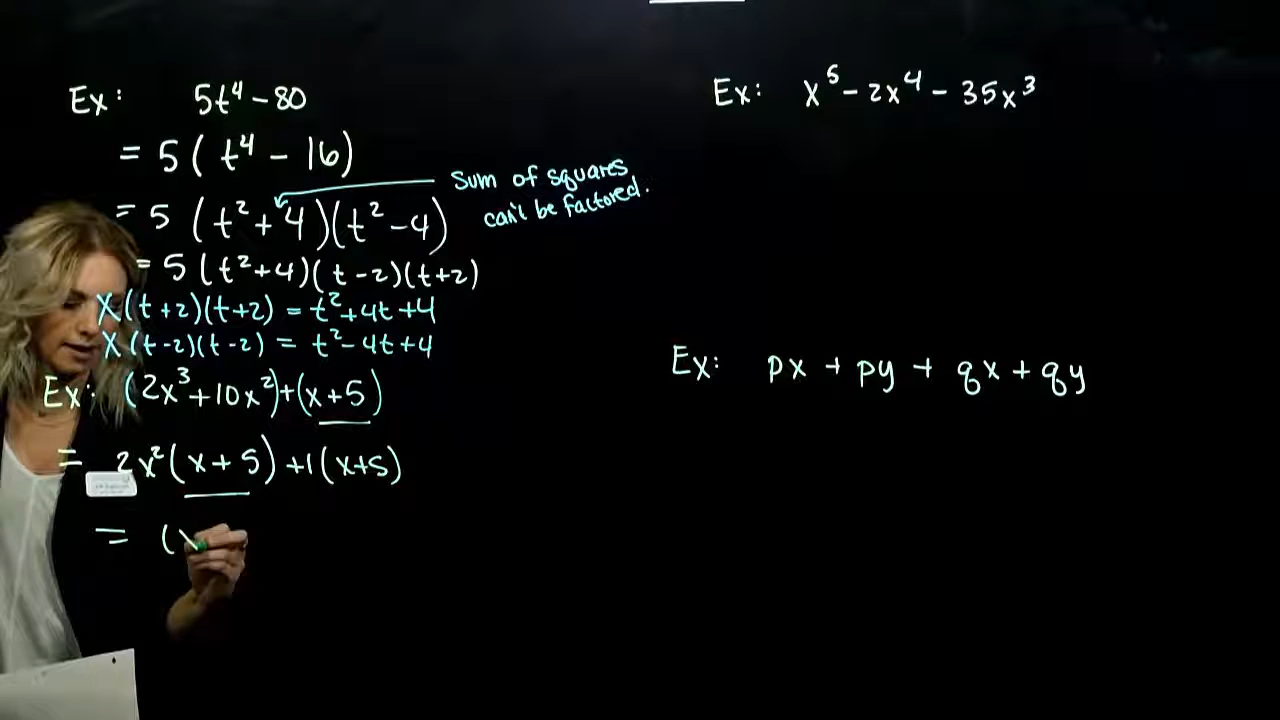 Ex: 5t⁴ - 80
= 5 ( t⁴ - 16)
Sum of squares
can't be factored.
= 5 (t² + 4)(t² - 4)
= 5 (t² + 4)(t - 2)(t + 2)
X (t + 2)(t + 2) = t² + 4t + 4
X (t - 2)(t - 2) = t² - 4t + 4
Ex: (2x³ + 10x²) + (x + 5)
= 2x² (x + 5) + 1 (x + 5)
= (x
Ex: x⁵ - 2x⁴ - 35x³
Ex: px + py + qx + qy